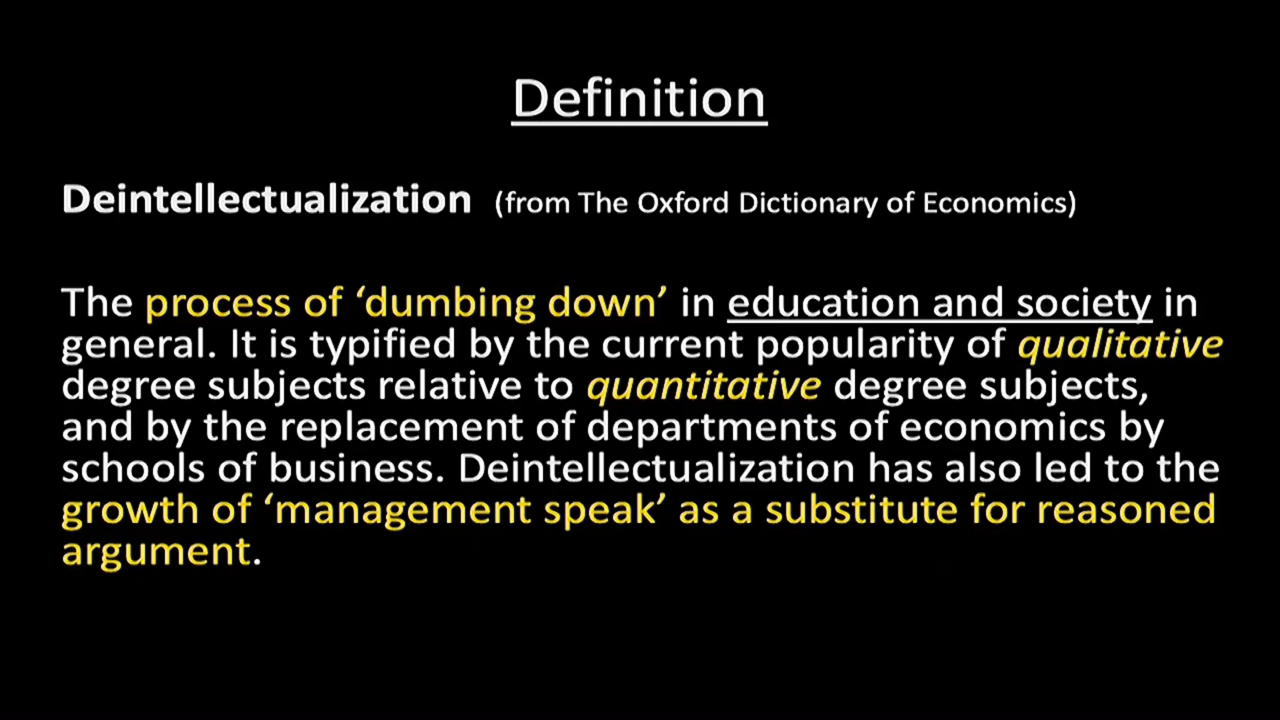 Definition
Deintellectualization (from The Oxford Dictionary of Economics)
The process of ‘dumbing down’ in education and society in
general. It is typified by the current popularity of qualitative
degree subjects relative to quantitative degree subjects,
and by the replacement of departments of economics by
schools of business. Deintellectualization has also led to the
growth of ‘management speak’ as a substitute for reasoned
argument.